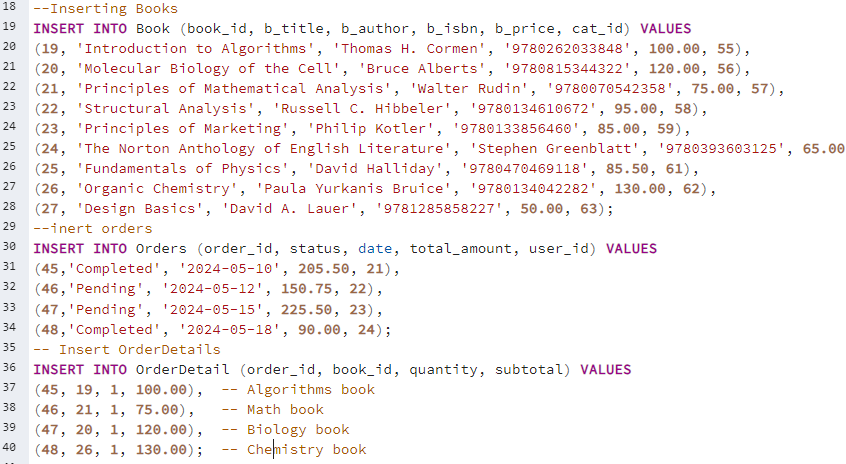 18 --Inserting Books
19 INSERT INTO Book (book_id, b_title, b_author, b_isbn, b_price, cat_id) VALUES
20 (19, 'Introduction to Algorithms', 'Thomas H. Cormen', '9780262033848', 100.00, 55),
21 (20, 'Molecular Biology of the Cell', 'Bruce Alberts', '9780815344322', 120.00, 56),
22 (21, 'Principles of Mathematical Analysis', 'Walter Rudin', '9780070542358', 75.00, 57),
23 (22, 'Structural Analysis', 'Russell C. Hibbeler', '9780134610672', 95.00, 58),
24 (23, 'Principles of Marketing', 'Philip Kotler', '9780133856460', 85.00, 59),
25 (24, 'The Norton Anthology of English Literature', 'Stephen Greenblatt', '9780393603125', 65.00
26 (25, 'Fundamentals of Physics', 'David Halliday', '9780470469118', 85.50, 61),
27 (26, 'Organic Chemistry', 'Paula Yurkanis Bruice', '9780134042282', 130.00, 62),
28 (27, 'Design Basics', 'David A. Lauer', '9781285858227', 50.00, 63);
29 --inert orders
30 INSERT INTO Orders (order_id, status, date, total_amount, user_id) VALUES
31 (45,'Completed', '2024-05-10', 205.50, 21),
32 (46,'Pending', '2024-05-12', 150.75, 22),
33 (47,'Pending', '2024-05-15', 225.50, 23),
34 (48,'Completed', '2024-05-18', 90.00, 24);
35 -- Insert OrderDetails
36 INSERT INTO OrderDetail (order_id, book_id, quantity, subtotal) VALUES
37 (45, 19, 1, 100.00), -- Algorithms book
38 (46, 21, 1, 75.00), -- Math book
39 (47, 20, 1, 120.00), -- Biology book
40 (48, 26, 1, 130.00); -- Chemistry book